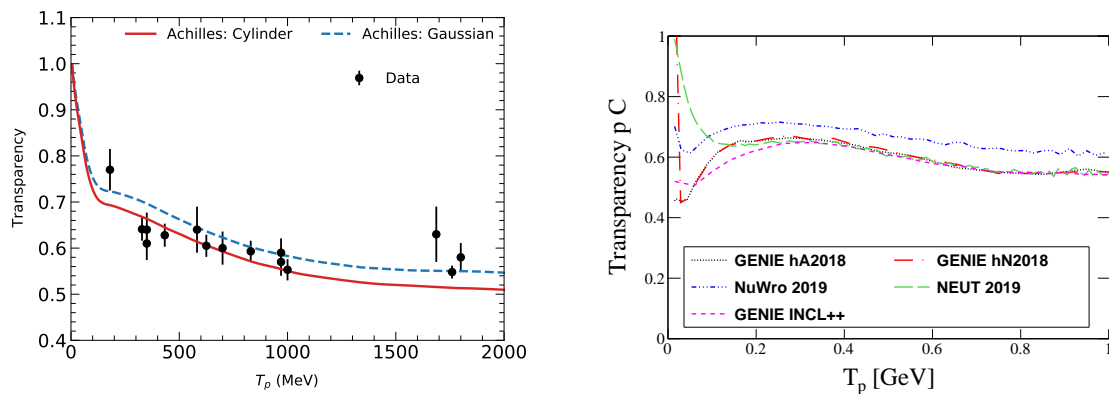 1.1
1.0
0.9
0.8
0.7
0.6
0.5
0.4
Transparency
Achilles: Cylinder
Achilles: Gaussian
Data
0 500 1000 1500 2000
T_p (MeV)
1
0.8
0.6
0.4
0.2
0
Transparency p C
GENIE hA2018 GENIE hN2018
NuWro 2019 NEUT 2019
GENIE INCL++
0 0.2 0.4 0.6 0.8 1
T_p [GeV]